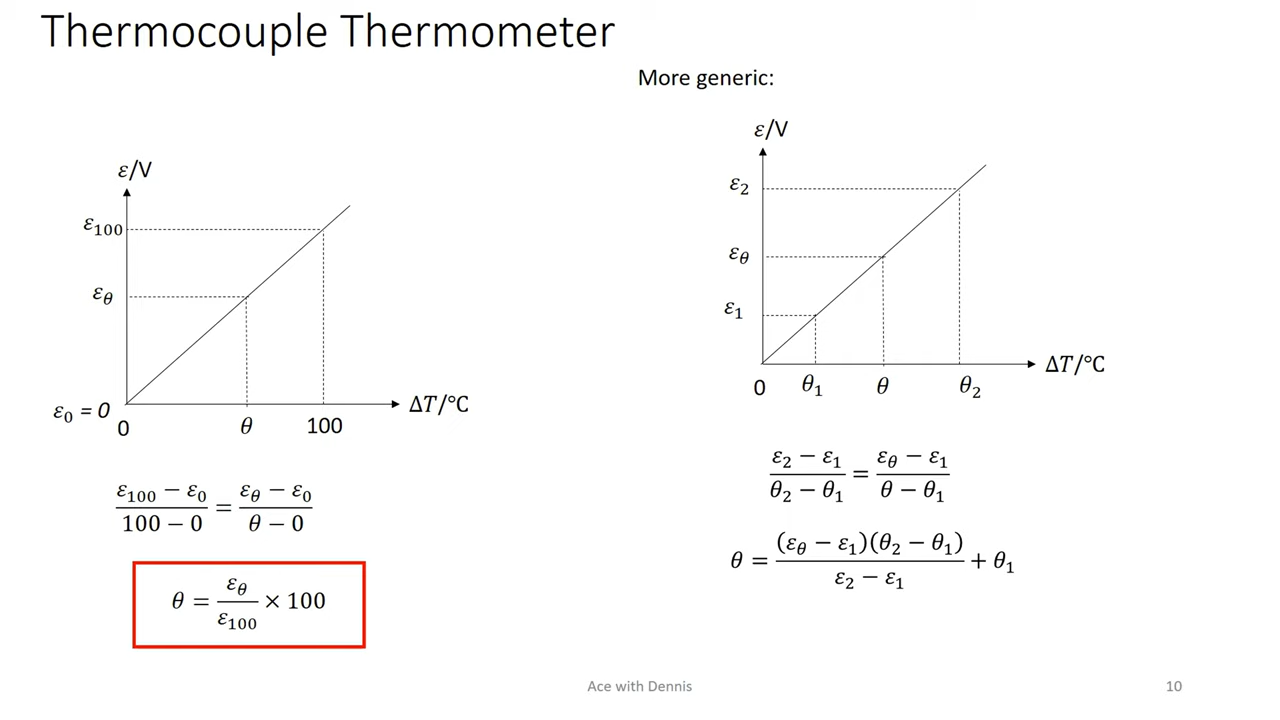 Thermocouple Thermometer
More generic:
ε/V
ε₁₀₀
ε_θ
ε₀ = 0
0
θ
100
ΔT/°C
(ε₁₀₀ − ε₀)/(100 − 0) = (ε_θ − ε₀)/(θ − 0)
θ = ε_θ/ε₁₀₀ × 100
ε/V
ε₂
ε_θ
ε₁
0
θ₁
θ
θ₂
ΔT/°C
(ε₂ − ε₁)/(θ₂ − θ₁) = (ε_θ − ε₁)/(θ − θ₁)
θ = (ε_θ − ε₁)(θ₂ − θ₁)/(ε₂ − ε₁) + θ₁
Ace with Dennis
10